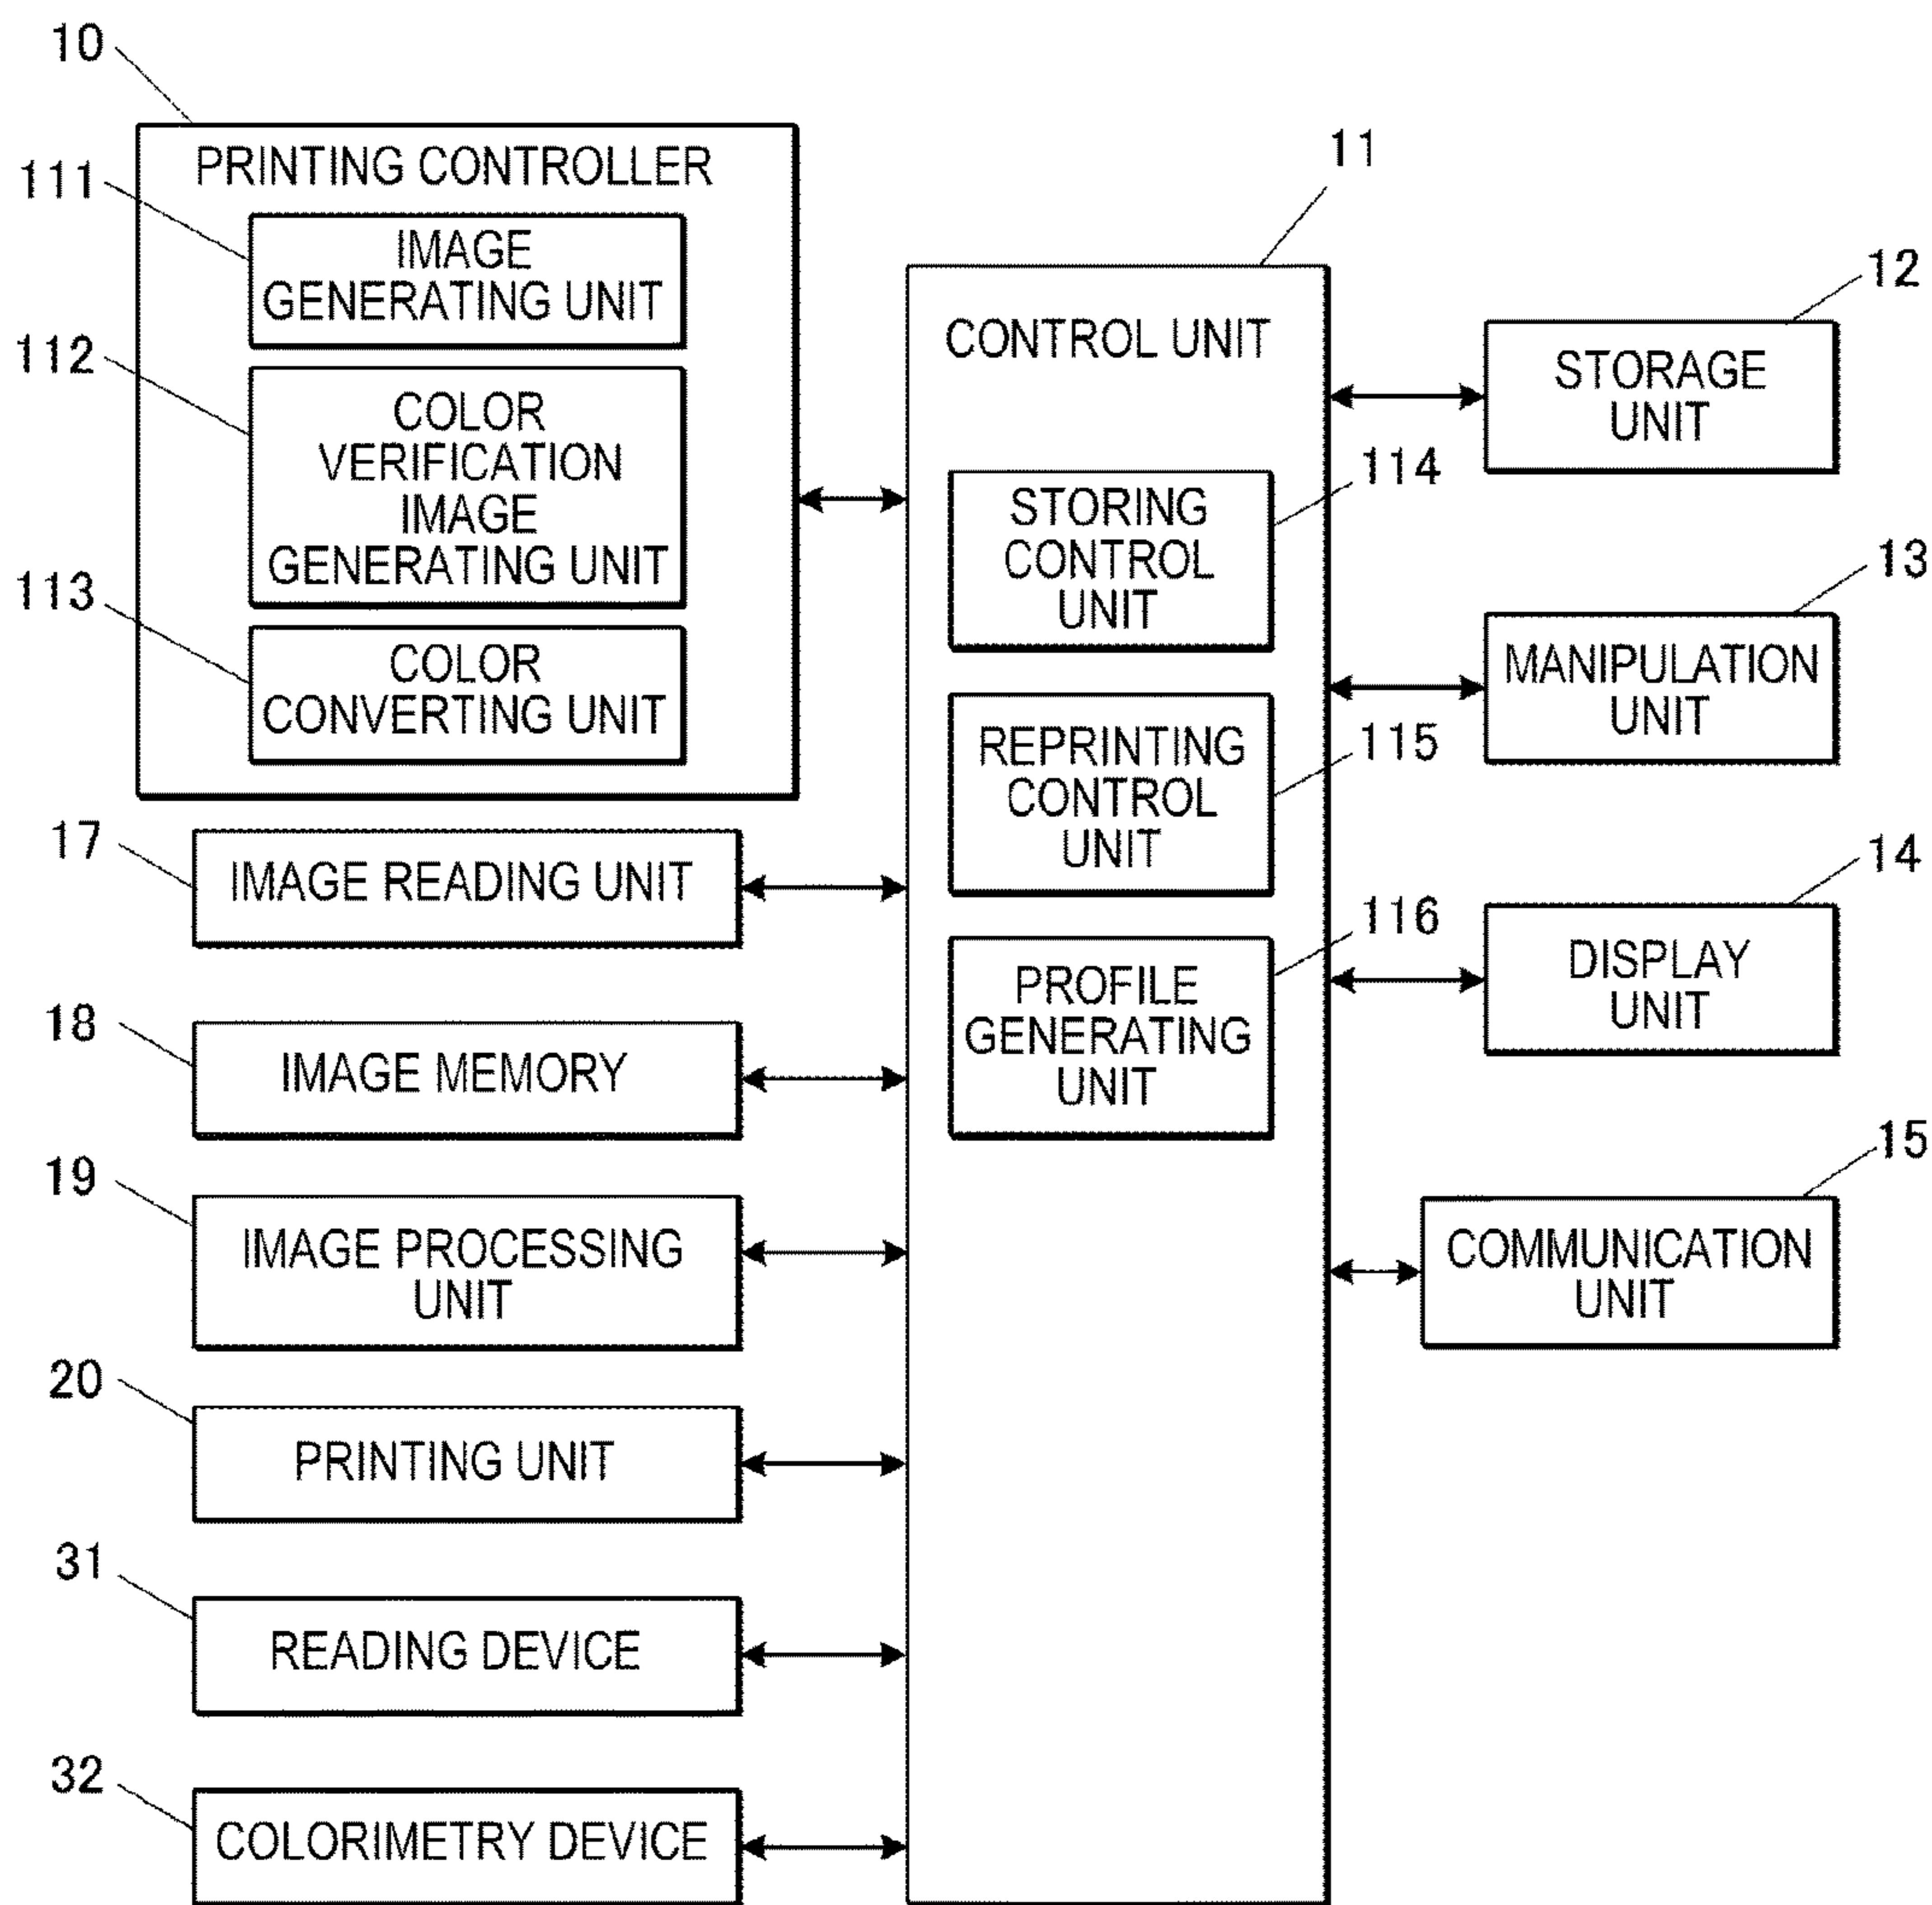 10
PRINTING CONTROLLER
111
IMAGE
GENERATING UNIT
112
COLOR
VERIFICATION
IMAGE
GENERATING UNIT
113
COLOR
CONVERTING UNIT
17
IMAGE READING UNIT
18
IMAGE MEMORY
19
IMAGE PROCESSING
UNIT
20
PRINTING UNIT
31
READING DEVICE
32
COLORIMETRY DEVICE
11
CONTROL UNIT
114
STORING
CONTROL
UNIT
115
REPRINTING
CONTROL
UNIT
116
PROFILE
GENERATING
UNIT
12
STORAGE
UNIT
13
MANIPULATION
UNIT
14
DISPLAY
UNIT
15
COMMUNICATION
UNIT